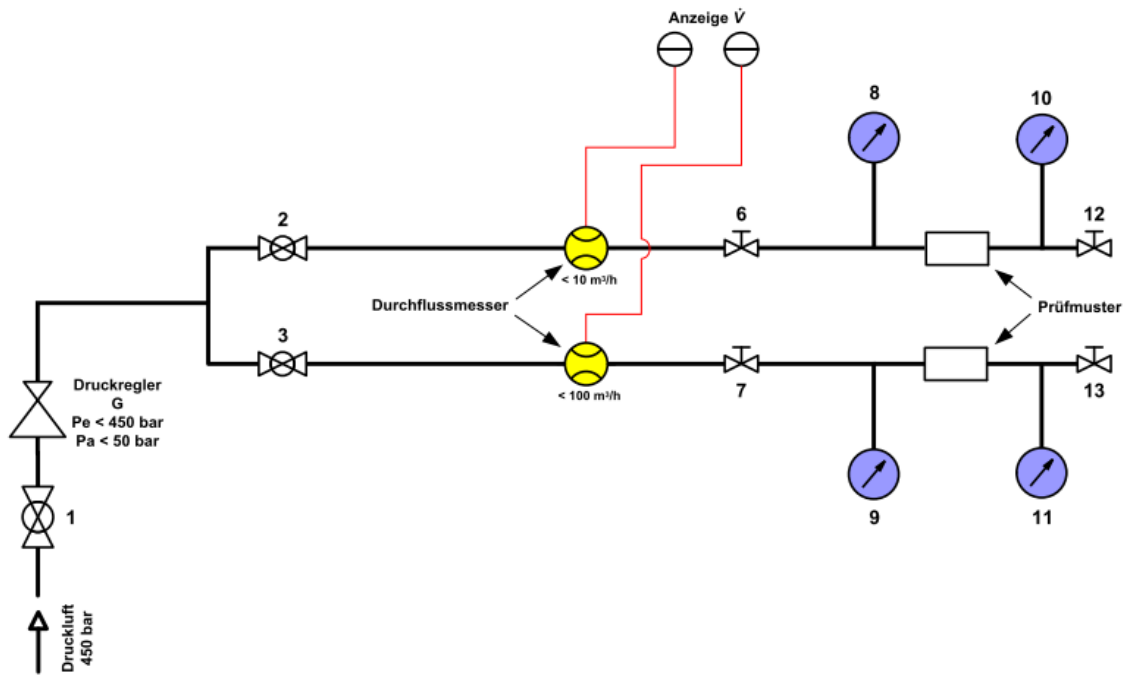 Anzeige V̇
8
10
2
6
12
< 10 m³/h
Durchflussmesser
Prüfmuster
3
< 100 m³/h
7
13
Druckregler
G
Pe < 450 bar
Pa < 50 bar
1
9
11
Druckluft
450 bar